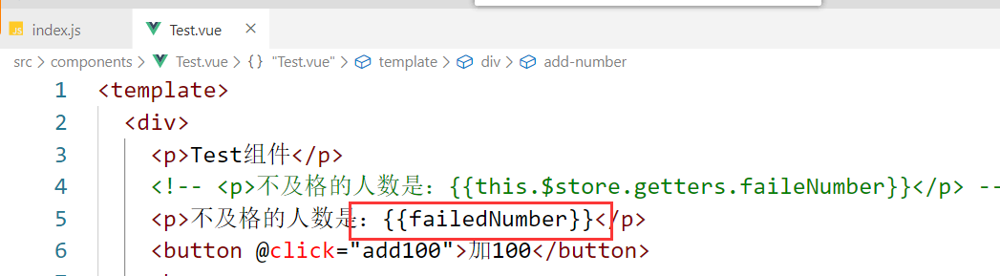 JS index.js Test.vue ×
src > components > Test.vue > {} "Test.vue" > template > div > add-number
1 <template>
2 <div>
3 <p>Test组件</p>
4 <!-- <p>不及格的人数是：{{this.$store.getters.faileNumber}}</p> --
5 <p>不及格的人数是：{{failedNumber}}</p>
6 <button @click="add100">加100</button>